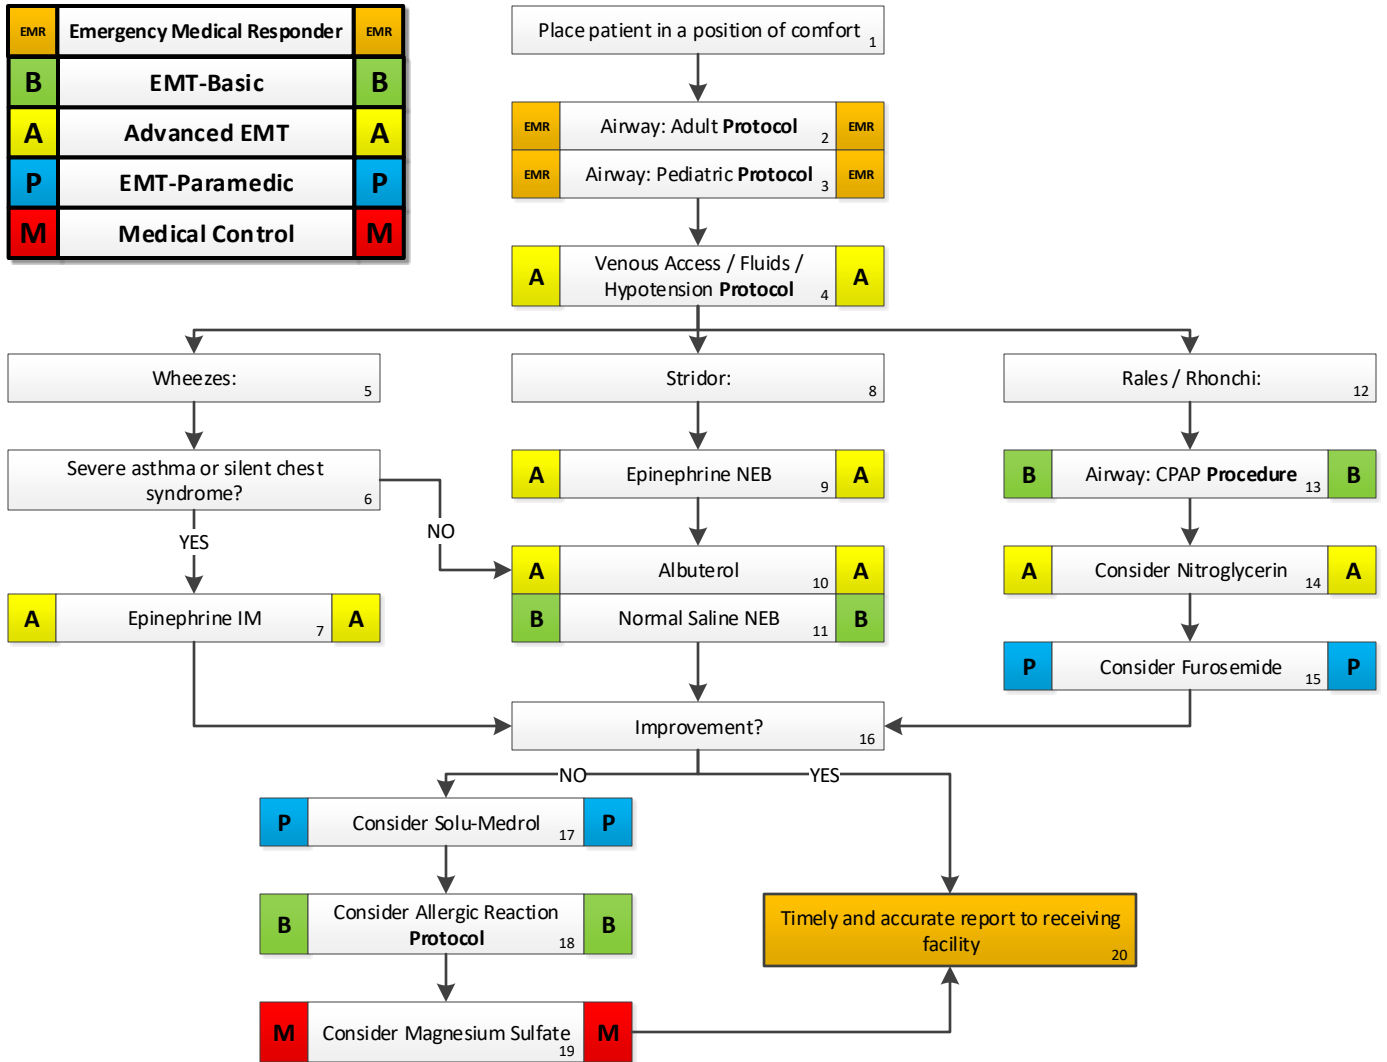 EMR Emergency Medical Responder EMR
B EMT-Basic B
A Advanced EMT A
P EMT-Paramedic P
M Medical Control M
Place patient in a position of comfort 1
EMR Airway: Adult Protocol 2 EMR
EMR Airway: Pediatric Protocol 3 EMR
A Venous Access / Fluids /
Hypotension Protocol 4 A
Wheezes: 5
Severe asthma or silent chest
syndrome? 6
YES
NO
A Epinephrine IM 7 A
Stridor: 8
A Epinephrine NEB 9 A
A Albuterol 10 A
B Normal Saline NEB 11 B
Rales / Rhonchi: 12
B Airway: CPAP Procedure 13 B
A Consider Nitroglycerin 14 A
P Consider Furosemide 15 P
Improvement? 16
NO
YES
P Consider Solu-Medrol 17 P
B Consider Allergic Reaction
Protocol 18 B
M Consider Magnesium Sulfate 19 M
Timely and accurate report to receiving
facility 20